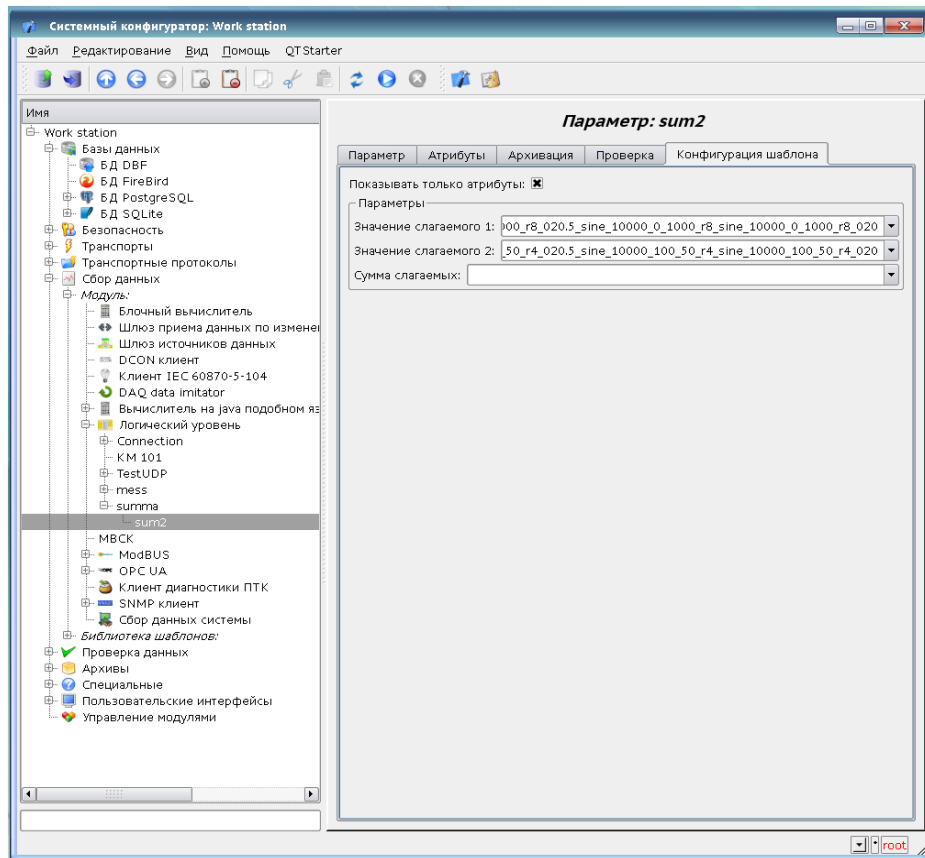 Системный конфигуратор: Work station
Файл Редактирование Вид Помощь QTStarter
Имя
Work station
Базы данных
БД DBF
БД FireBird
БД PostgreSQL
БД SQLite
Безопасность
Транспорты
Транспортные протоколы
Сбор данных
Модуль:
Блочный вычислитель
Шлюз приема данных по измене
Шлюз источников данных
DCON клиент
Клиент IEC 60870-5-104
DAQ data imitator
Вычислитель на java подобном яз
Логический уровень
Connection
КМ 101
TestUDP
mess
summa
sum2
МВСК
ModBUS
OPC UA
Клиент диагностики ПТК
SNMP клиент
Сбор данных системы
Библиотека шаблонов:
Проверка данных
Архивы
Специальные
Пользовательские интерфейсы
Управление модулями
Параметр: sum2
Параметр Атрибуты Архивация Проверка Конфигурация шаблона
Показывать только атрибуты:
Параметры
Значение слагаемого 1: 00_r8_020.5_sine_10000_0_1000_r8_sine_10000_0_1000_r8_020
Значение слагаемого 2: _50_r4_020.5_sine_10000_100_50_r4_sine_10000_100_50_r4_020
Сумма слагаемых:
* root